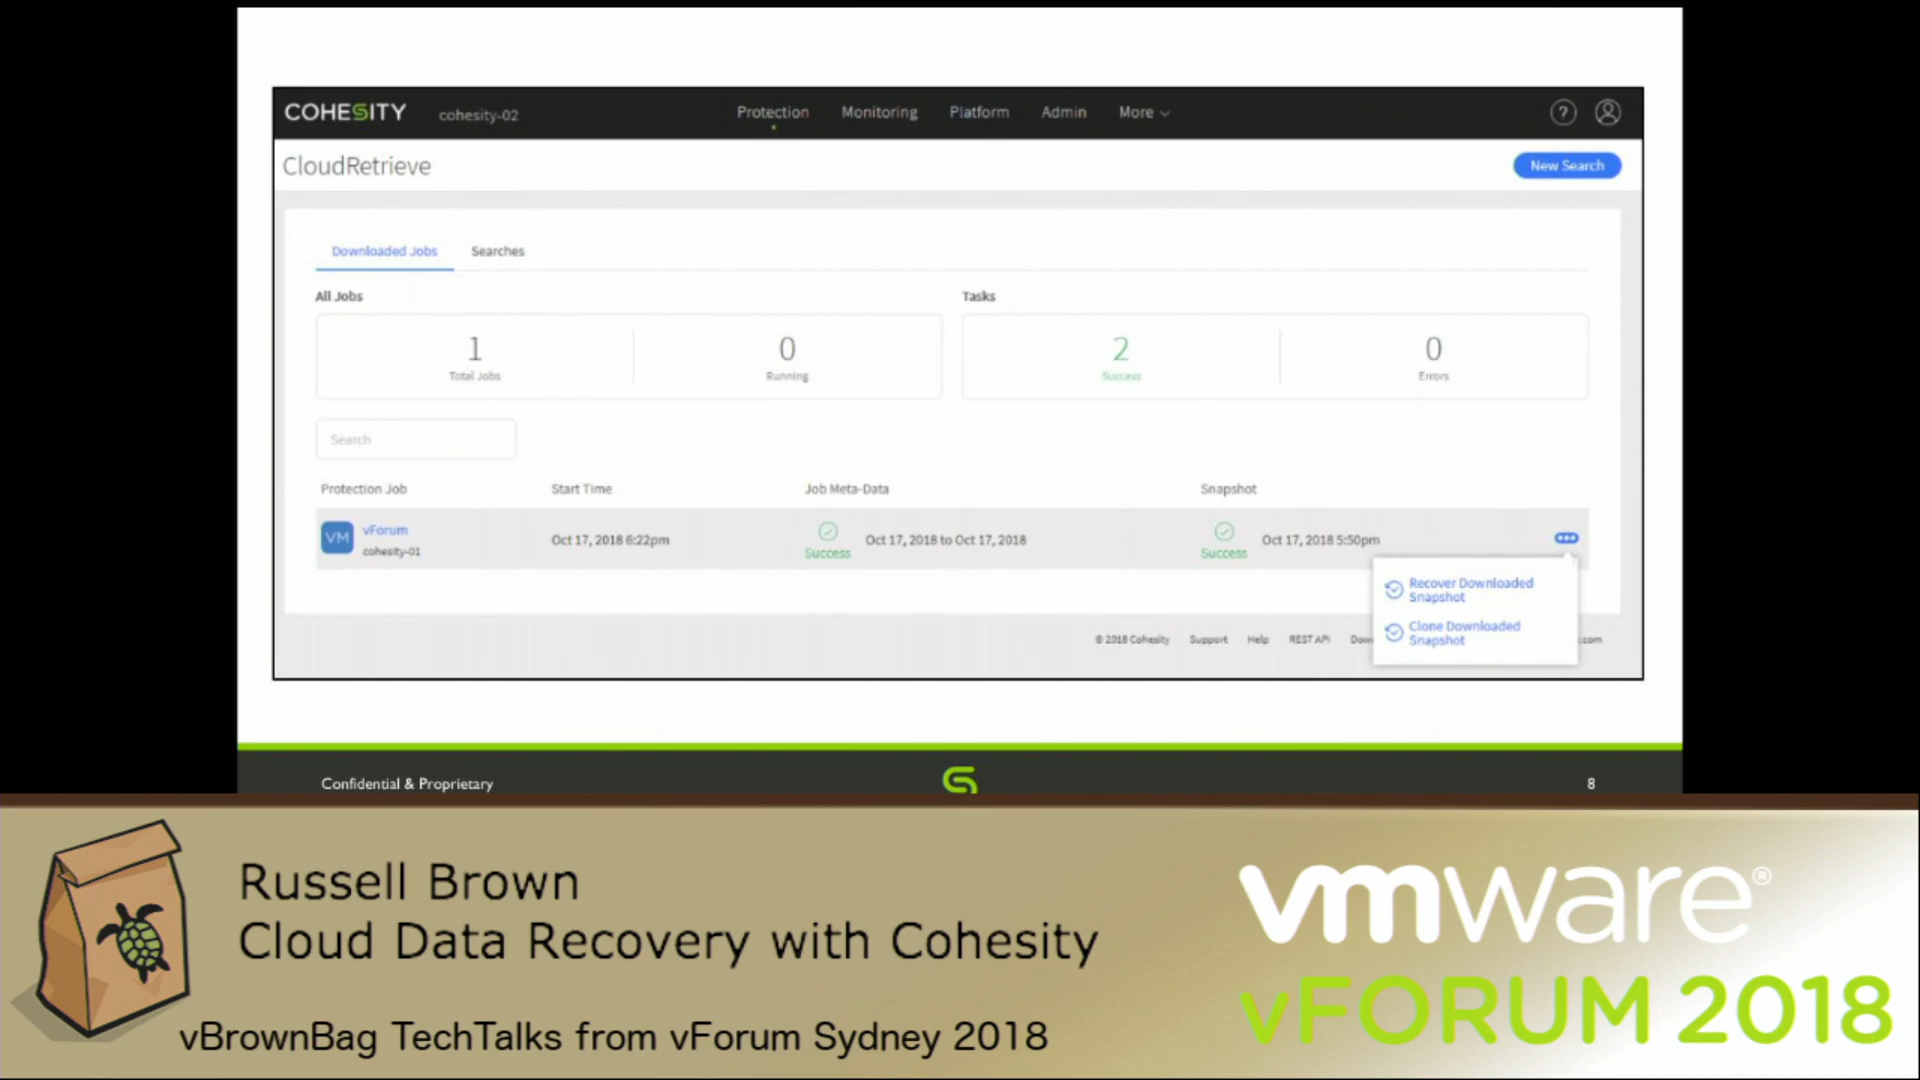 COHESITY cohesity-02 Protection Monitoring Platform Admin More ?
CloudRetrieve New Search
Downloaded Jobs Searches
All Jobs Tasks
1 0 2 0
Total Jobs Running Success Errors
Search
Protection Job Start Time Job Meta-Data Snapshot
VM vForum Oct 17, 2018 6:22pm Oct 17, 2018 to Oct 17, 2018 Oct 17, 2018 5:50pm
cohesity-01 Success Success
Recover Downloaded
Snapshot
Clone Downloaded
Snapshot
© 2018 Cohesity Support Help REST API Dow .com
Confidential & Proprietary 8
Russell Brown
Cloud Data Recovery with Cohesity
vBrownBag TechTalks from vForum Sydney 2018
vmware®
vFORUM 2018